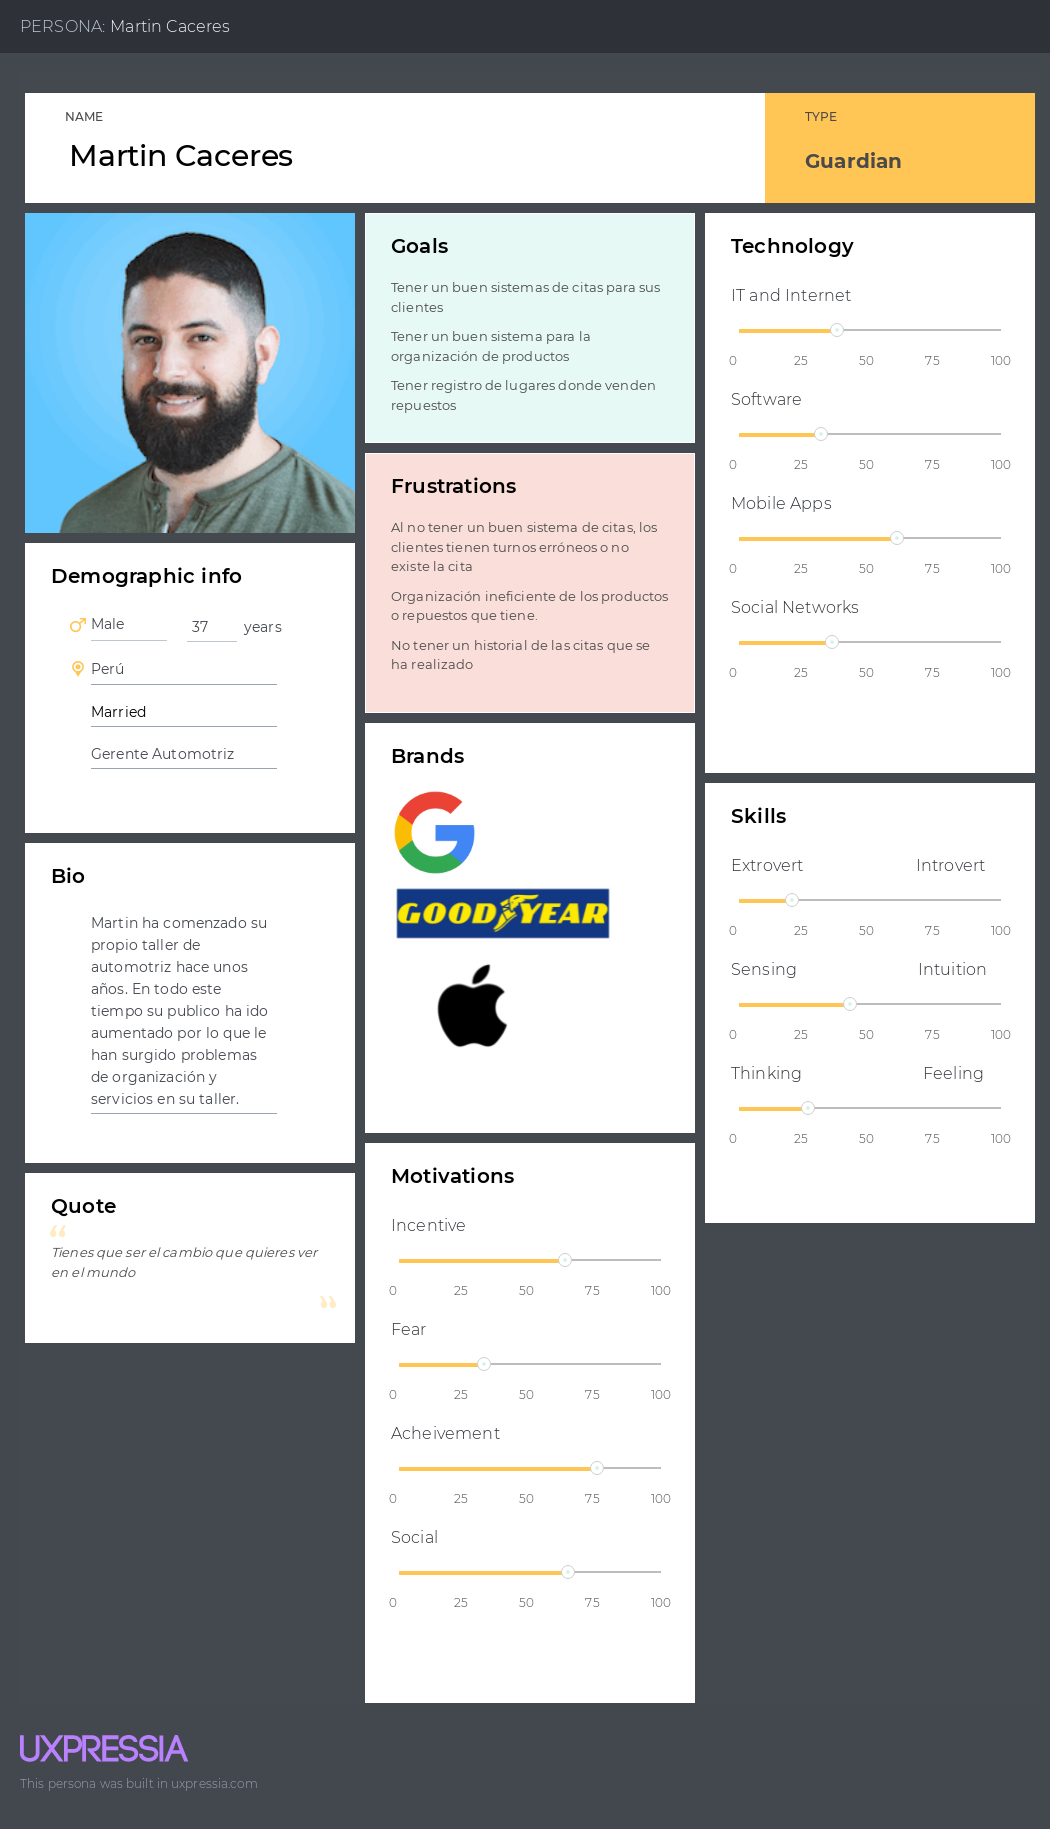 PERSONA: Martin Caceres
NAME
Martin Caceres
TYPE
Guardian
Demographic info
Male
37 years
Perú
Married
Gerente Automotriz
Bio
Martin ha comenzado su
propio taller de
automotriz hace unos
años. En todo este
tiempo su publico ha ido
aumentado por lo que le
han surgido problemas
de organización y
servicios en su taller.
Quote
“
Tienes que ser el cambio que quieres ver
en el mundo
”
Goals
Tener un buen sistemas de citas para sus
clientes
Tener un buen sistema para la
organización de productos
Tener registro de lugares donde venden
repuestos
Frustrations
Al no tener un buen sistema de citas, los
clientes tienen turnos erróneos o no
existe la cita
Organización ineficiente de los productos
o repuestos que tiene.
No tener un historial de las citas que se
ha realizado
Brands
G
GOODYEAR
Motivations
Incentive
0 25 50 75 100
Fear
0 25 50 75 100
Acheivement
0 25 50 75 100
Social
0 25 50 75 100
Technology
IT and Internet
0 25 50 75 100
Software
0 25 50 75 100
Mobile Apps
0 25 50 75 100
Social Networks
0 25 50 75 100
Skills
Extrovert Introvert
0 25 50 75 100
Sensing Intuition
0 25 50 75 100
Thinking Feeling
0 25 50 75 100
UXPRESSIA
This persona was built in uxpressia.com